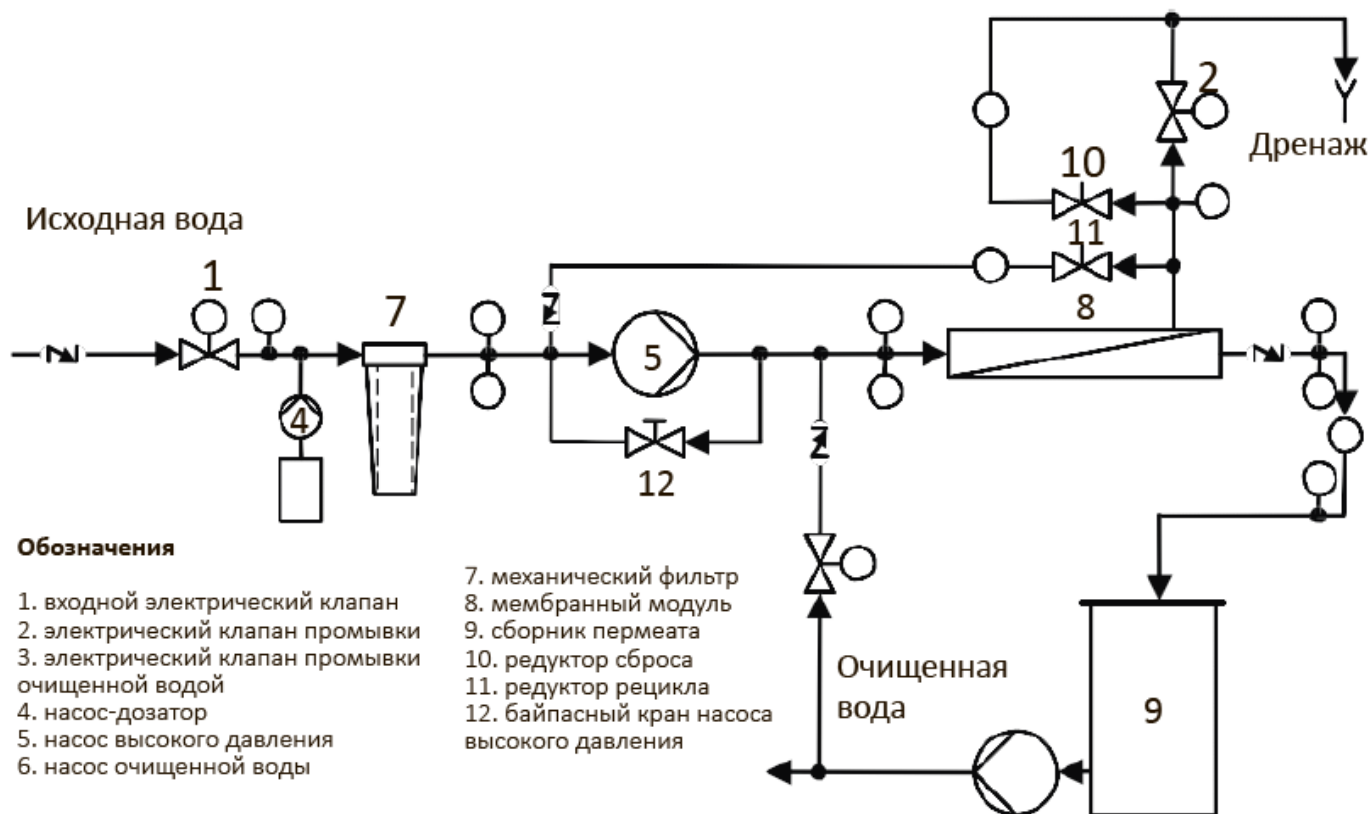 2
Дренаж
10
Исходная вода
11
1
7
8
5
4
12
Обозначения
1. входной электрический клапан
2. электрический клапан промывки
3. электрический клапан промывки
очищенной водой
4. насос-дозатор
5. насос высокого давления
6. насос очищенной воды
7. механический фильтр
8. мембранный модуль
9. сборник пермеата
10. редуктор сброса
11. редуктор рецикла
12. байпасный кран насоса
высокого давления
Очищенная
вода
9